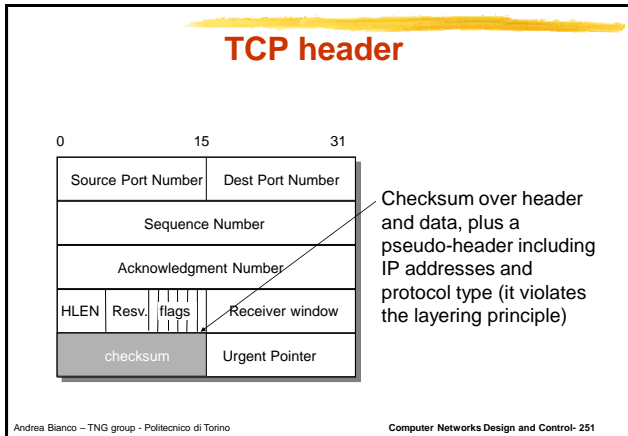 TCP header
0 15 31
Source Port Number Dest Port Number
Sequence Number
Acknowledgment Number
HLEN Resv. flags Receiver window
checksum Urgent Pointer
Checksum over header
and data, plus a
pseudo-header including
IP addresses and
protocol type (it violates
the layering principle)
Andrea Bianco – TNG group - Politecnico di Torino Computer Networks Design and Control- 251